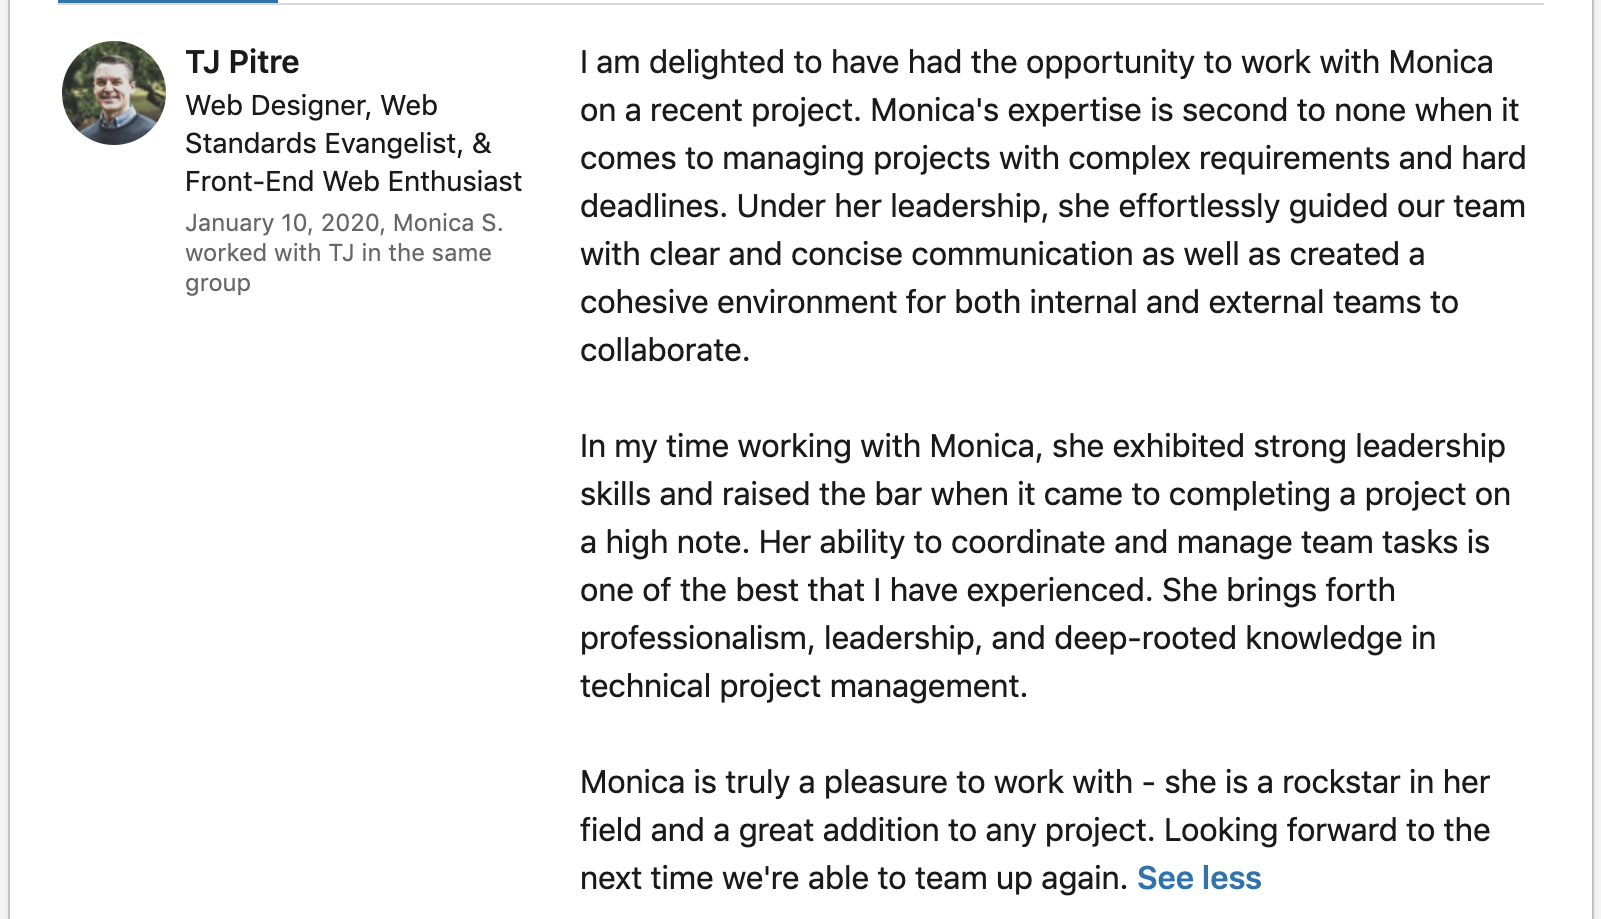 TJ Pitre
Web Designer, Web
Standards Evangelist, &
Front-End Web Enthusiast
January 10, 2020, Monica S.
worked with TJ in the same
group
I am delighted to have had the opportunity to work with Monica
on a recent project. Monica's expertise is second to none when it
comes to managing projects with complex requirements and hard
deadlines. Under her leadership, she effortlessly guided our team
with clear and concise communication as well as created a
cohesive environment for both internal and external teams to
collaborate.
In my time working with Monica, she exhibited strong leadership
skills and raised the bar when it came to completing a project on
a high note. Her ability to coordinate and manage team tasks is
one of the best that I have experienced. She brings forth
professionalism, leadership, and deep-rooted knowledge in
technical project management.
Monica is truly a pleasure to work with - she is a rockstar in her
field and a great addition to any project. Looking forward to the
next time we're able to team up again. See less